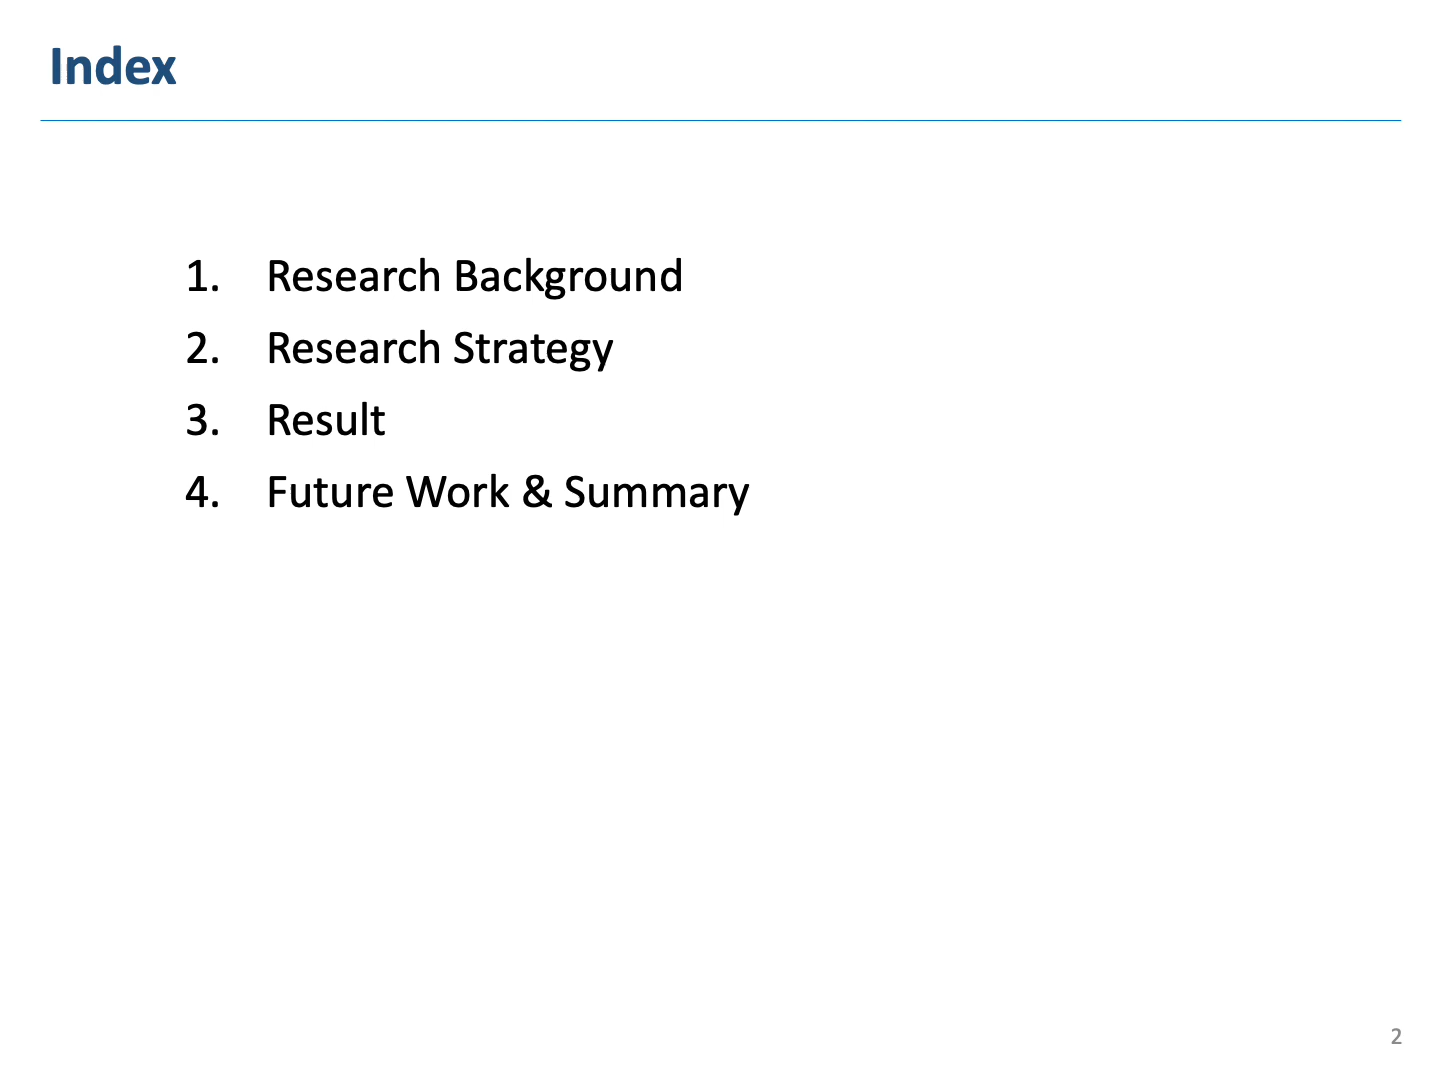 Index
1. Research Background
2. Research Strategy
3. Result
4. Future Work & Summary
2